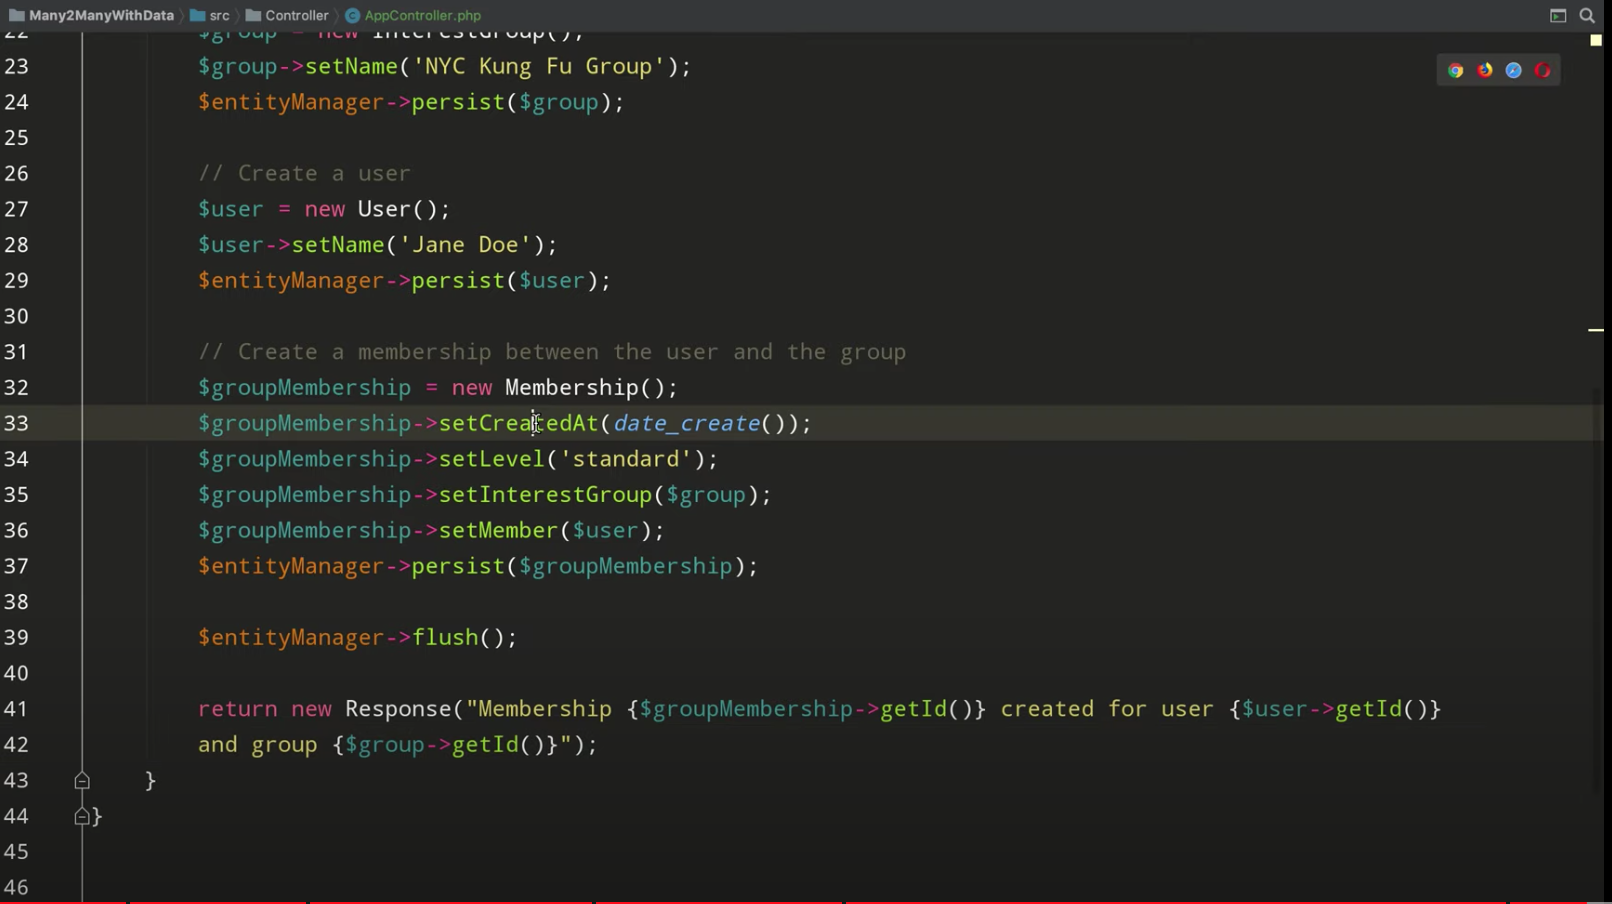 Many2ManyWithData > src > Controller > AppController.php
22 $group = new InterestGroup();
23 $group->setName('NYC Kung Fu Group');
24 $entityManager->persist($group);
25
26 // Create a user
27 $user = new User();
28 $user->setName('Jane Doe');
29 $entityManager->persist($user);
30
31 // Create a membership between the user and the group
32 $groupMembership = new Membership();
33 $groupMembership->setCreatedAt(date_create());
34 $groupMembership->setLevel('standard');
35 $groupMembership->setInterestGroup($group);
36 $groupMembership->setMember($user);
37 $entityManager->persist($groupMembership);
38
39 $entityManager->flush();
40
41 return new Response("Membership {$groupMembership->getId()} created for user {$user->getId()}
42 and group {$group->getId()}");
43 }
44 }
45
46